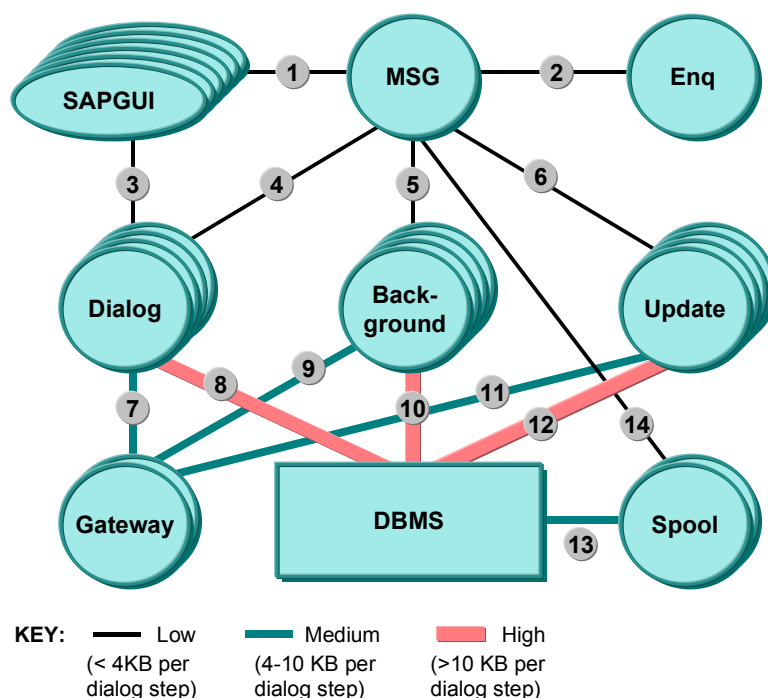 SAPGUI
1
MSG
2
Enq
3
4
5
6
Dialog
Back-
ground
Update
7
8
9
10
11
12
14
Gateway
DBMS
Spool
13
KEY:
Low
Medium
High
(< 4KB per
dialog step)
(4-10 KB per
dialog step)
(>10 KB per
dialog step)